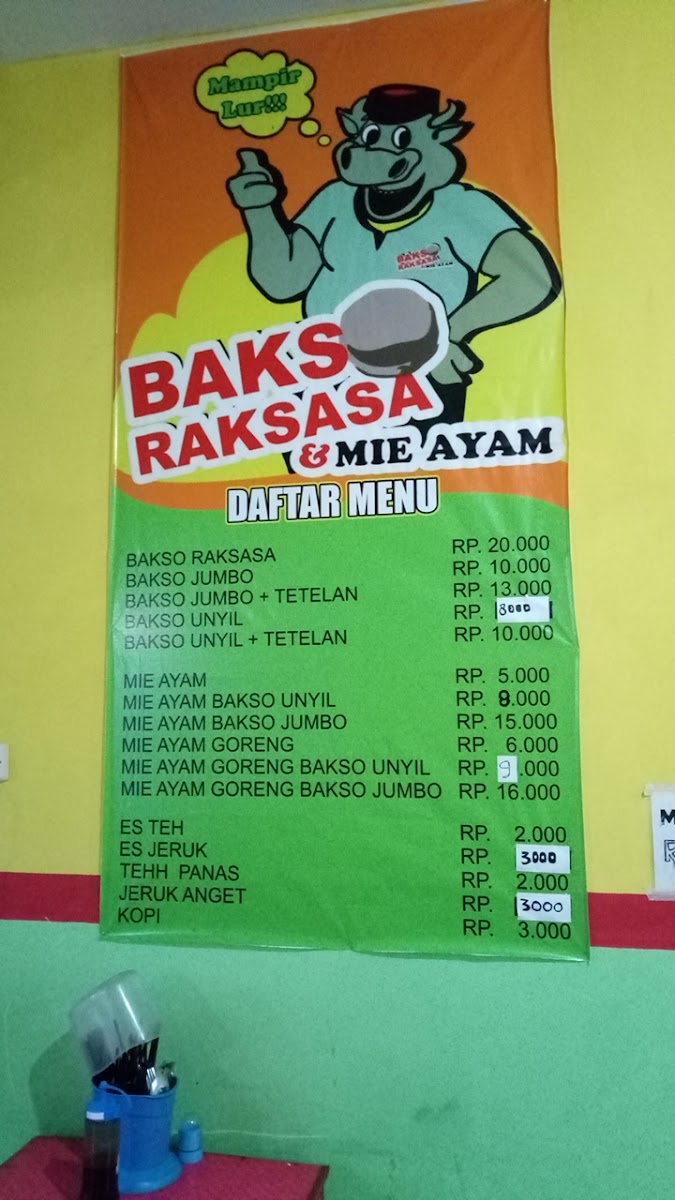 Mampir
Lur!!!
BAKSO
RAKSASA
& MIE AYAM
BAKSO
RAKSASA
& MIE AYAM
DAFTAR MENU
BAKSO RAKSASA RP. 20.000
BAKSO JUMBO RP. 10.000
BAKSO JUMBO + TETELAN RP. 13.000
BAKSO UNYIL RP. 8000
BAKSO UNYIL + TETELAN RP. 10.000
MIE AYAM RP. 5.000
MIE AYAM BAKSO UNYIL RP. 8.000
MIE AYAM BAKSO JUMBO RP. 15.000
MIE AYAM GORENG RP. 6.000
MIE AYAM GORENG BAKSO UNYIL RP. 9.000
MIE AYAM GORENG BAKSO JUMBO RP. 16.000
ES TEH RP. 2.000
ES JERUK RP. 3000
TEHH PANAS RP. 2.000
JERUK ANGET RP. 3000
KOPI RP. 3.000